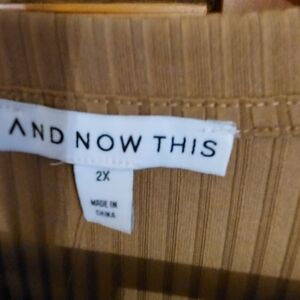 AND NOW THIS
2X
MADE IN
CHINA